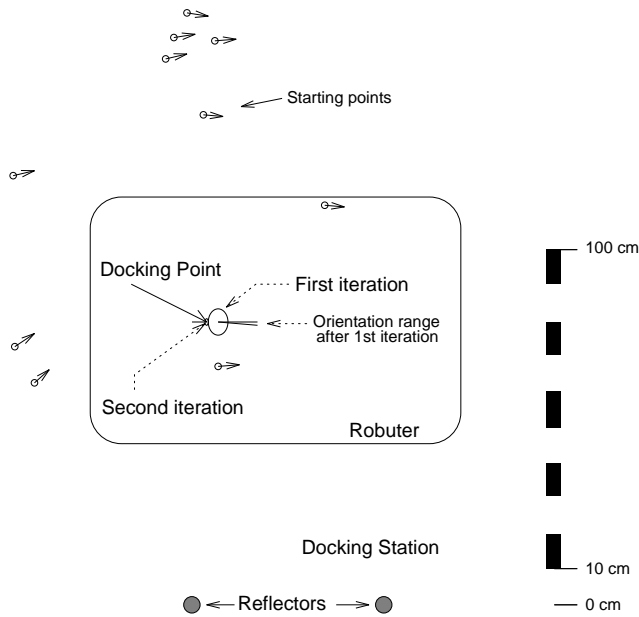 Starting points
100 cm
Docking Point
First iteration
Orientation range
after 1st iteration
Second iteration
Robuter
Docking Station
10 cm
Reflectors
0 cm